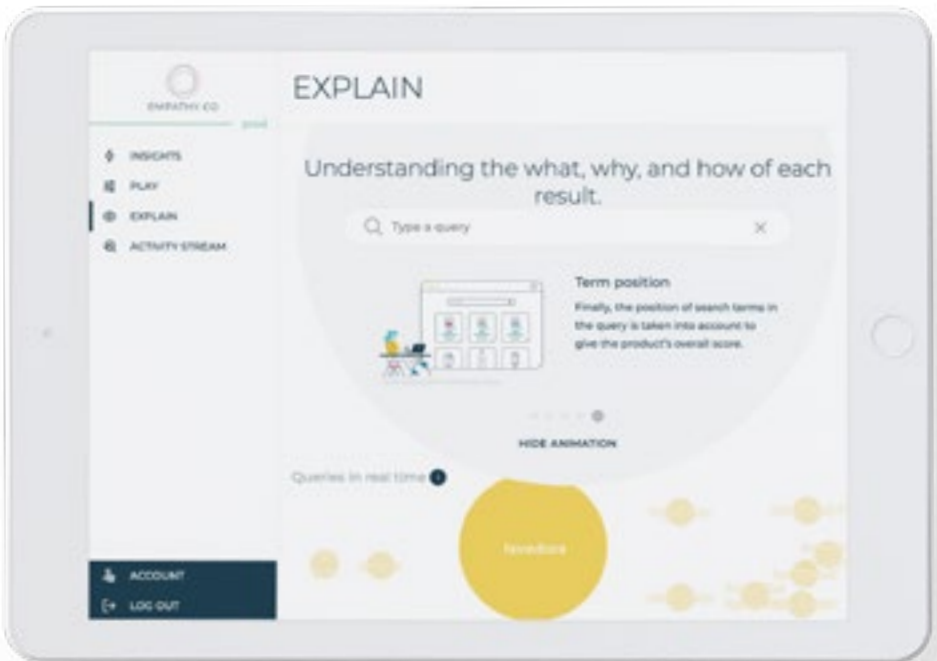 EMPATHY.CO
prod
INSIGHTS
PLAY
EXPLAIN
ACTIVITY STREAM
ACCOUNT
LOG OUT
EXPLAIN
Understanding the what, why, and how of each
result.
Type a query
Term position
Finally, the position of search terms in
the query is taken into account to
give the product's overall score.
HIDE ANIMATION
Queries in real time